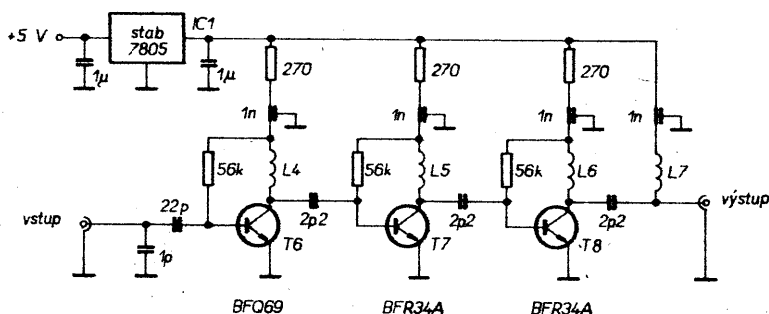 IC1
+5 V
stab
7805
1μ
1μ
270
270
270
1n
1n
1n
1n
56k
L4
56k
L5
56k
L6
L7
vstup
22p
2p2
2p2
2p2
výstup
1p
T6
T7
T8
BFQ69
BFR34A
BFR34A